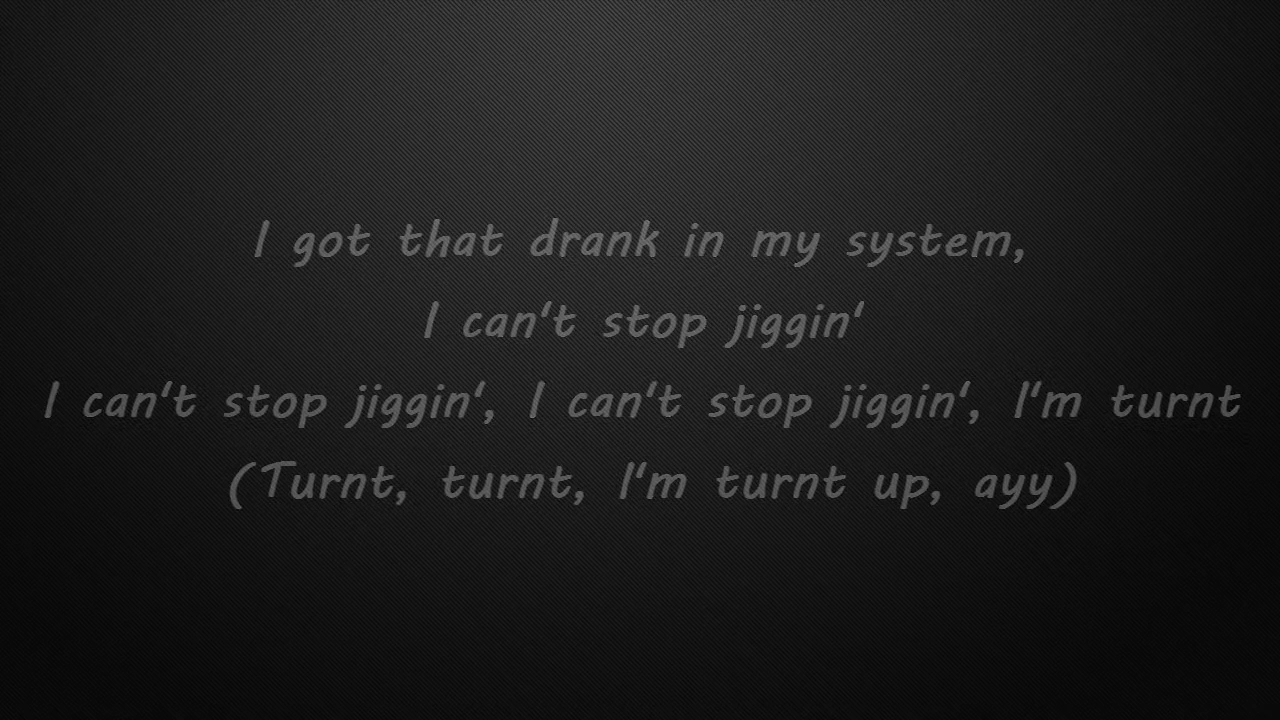 I got that drank in my system,
I can't stop jiggin'
I can't stop jiggin', I can't stop jiggin', I'm turnt
(Turnt, turnt, I'm turnt up, ayy)